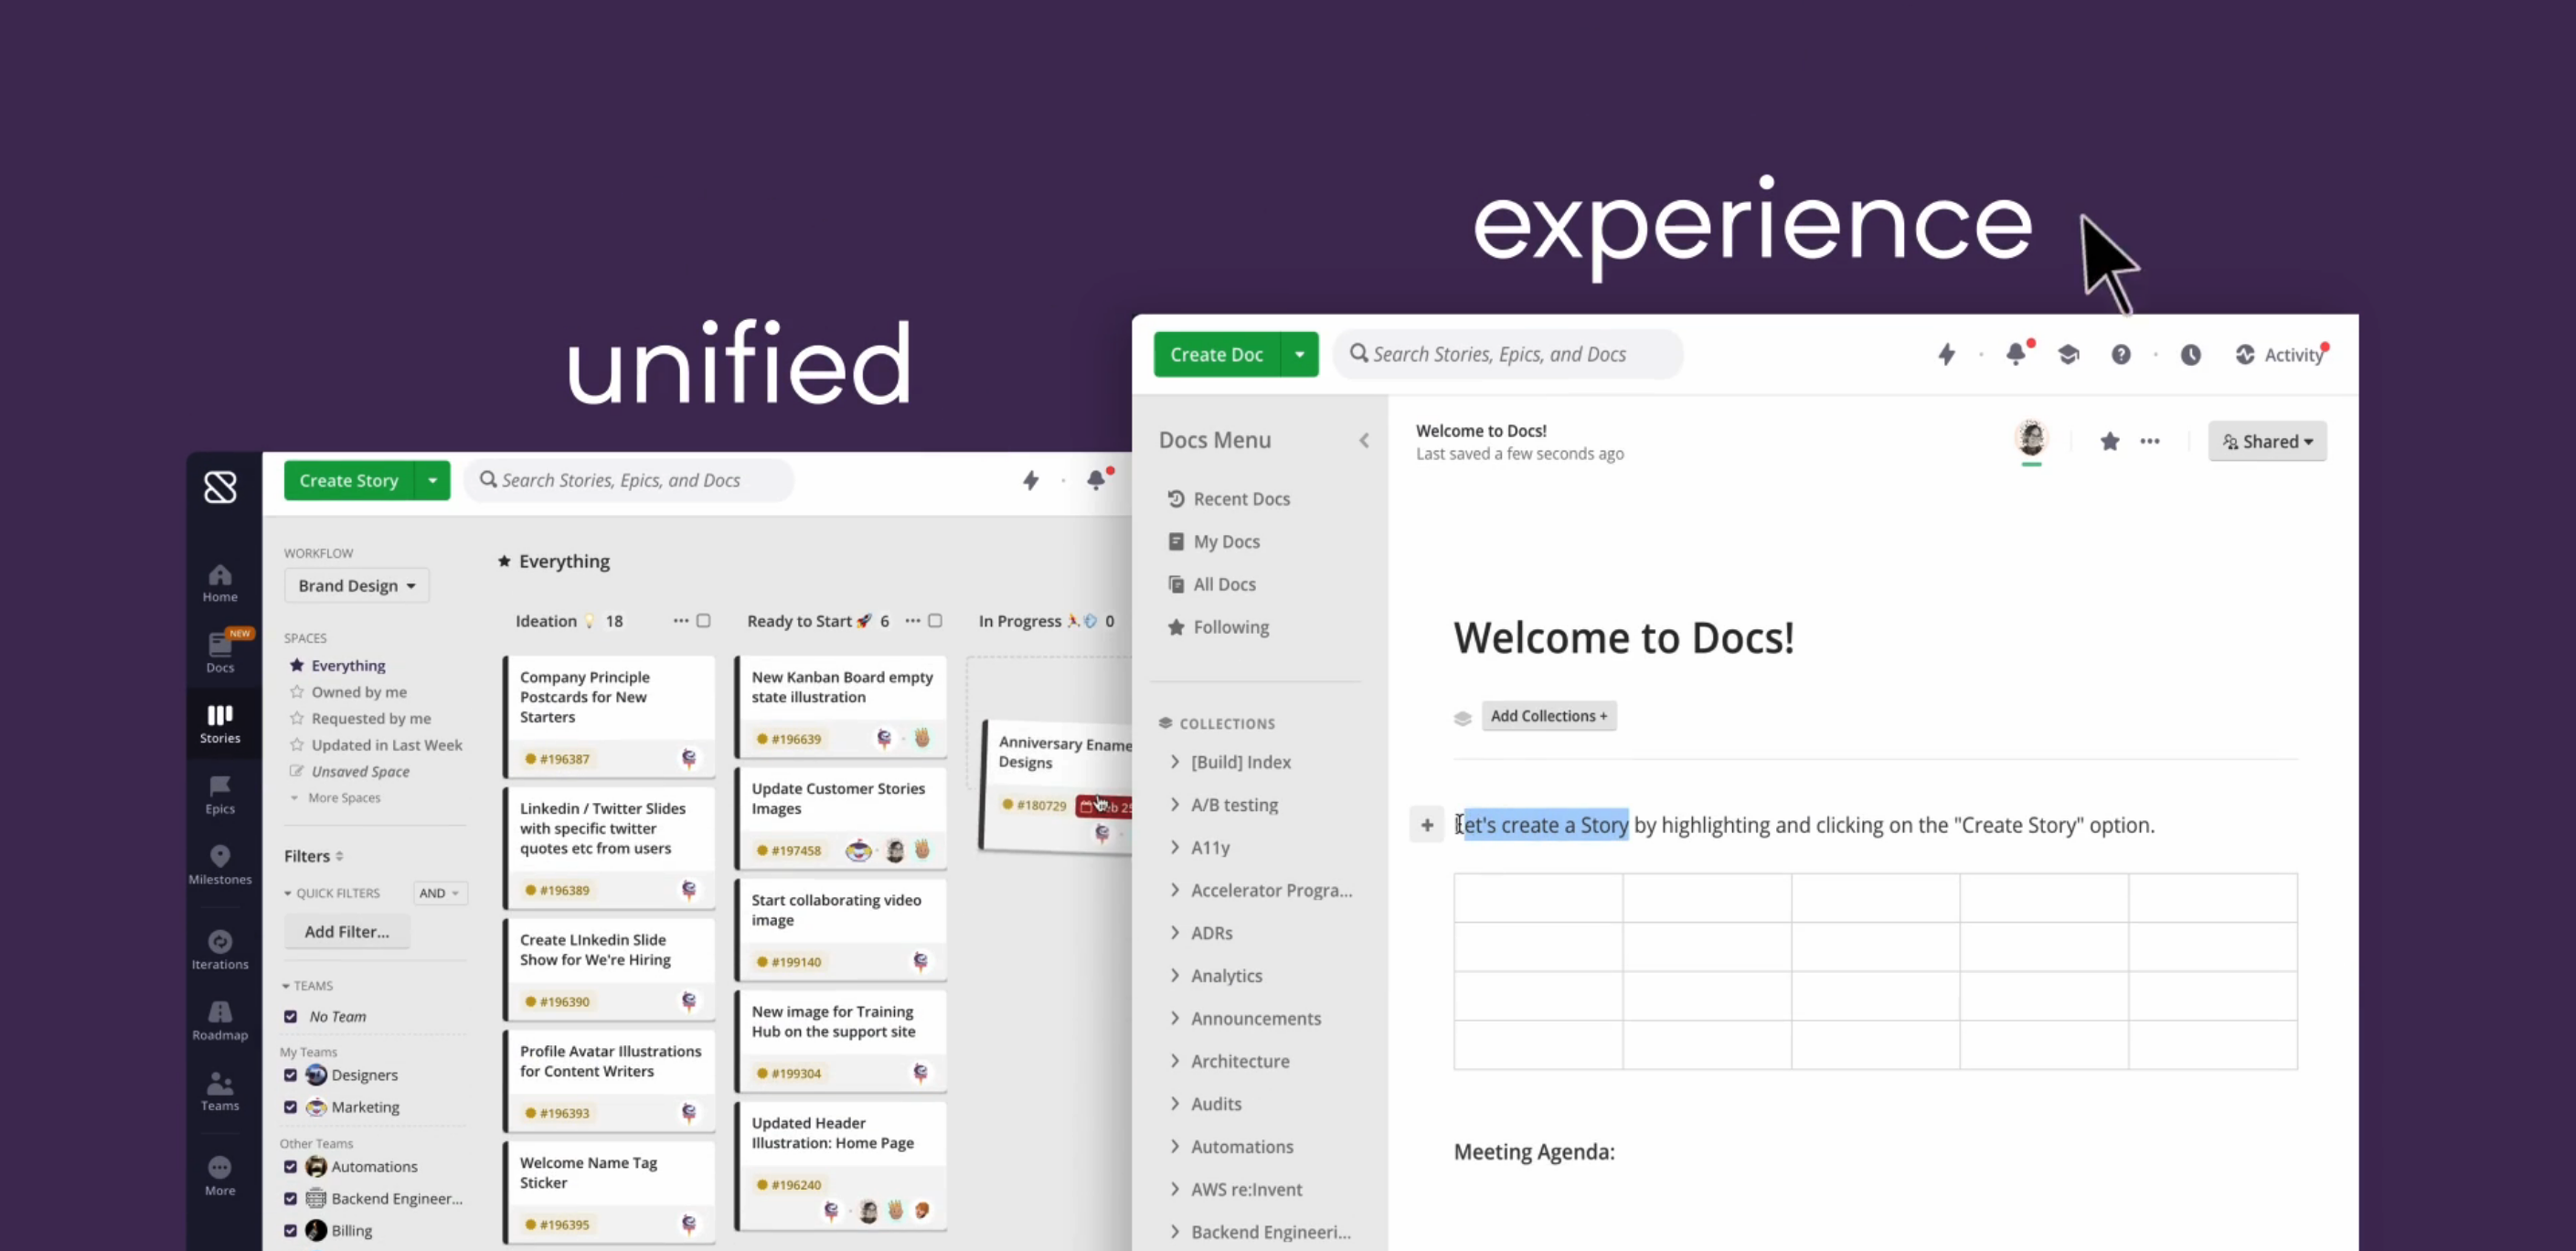 unified
experience
Create Story
Search Stories, Epics, and Docs
Home
NEW
Docs
Stories
Epics
Milestones
Iterations
Roadmap
Teams
More
WORKFLOW
Brand Design
SPACES
Everything
Owned by me
Requested by me
Updated in Last Week
Unsaved Space
More Spaces
Filters
QUICK FILTERS
AND
Add Filter...
TEAMS
No Team
My Teams
Designers
Marketing
Other Teams
Automations
Backend Engineer...
Billing
Everything
Ideation 💡 18
Company Principle
Postcards for New
Starters
#196387
Linkedin / Twitter Slides
with specific twitter
quotes etc from users
#196389
Create LInkedin Slide
Show for We're Hiring
#196390
Profile Avatar Illustrations
for Content Writers
#196393
Welcome Name Tag
Sticker
#196395
Ready to Start 🚀 6
New Kanban Board empty
state illustration
#196639
Update Customer Stories
Images
#197458
Start collaborating video
image
#199140
New image for Training
Hub on the support site
#199304
Updated Header
Illustration: Home Page
#196240
In Progress 0
Anniversary Ename
Designs
#180729
Create Doc
Search Stories, Epics, and Docs
Activity
Docs Menu
Recent Docs
My Docs
All Docs
Following
COLLECTIONS
[Build] Index
A/B testing
A11y
Accelerator Progra...
ADRs
Analytics
Announcements
Architecture
Audits
Automations
AWS re:Invent
Backend Engineeri...
Welcome to Docs!
Last saved a few seconds ago
Shared
Welcome to Docs!
Add Collections +
Let's create a Story by highlighting and clicking on the "Create Story" option.
Meeting Agenda: